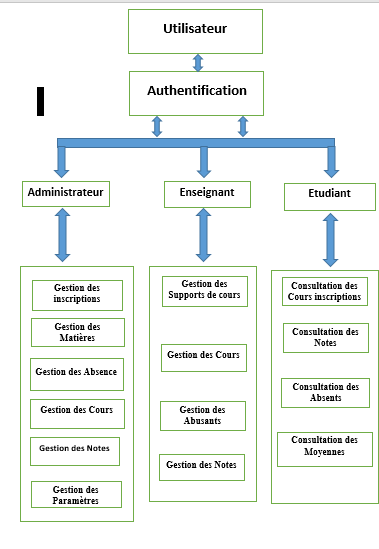 Utilisateur
Authentification
Administrateur
Enseignant
Etudiant
Gestion des
inscriptions
Gestion des
Matières
Gestion des Absence
Gestion des Cours
Gestion des Notes
Gestion des
Paramètres
Gestion des
Supports de cours
Gestion des Cours
Gestion des
Abusants
Gestion des Notes
Consultation des
Cours inscriptions
Consultation des
Notes
Consultation des
Absents
Consultation des
Moyennes